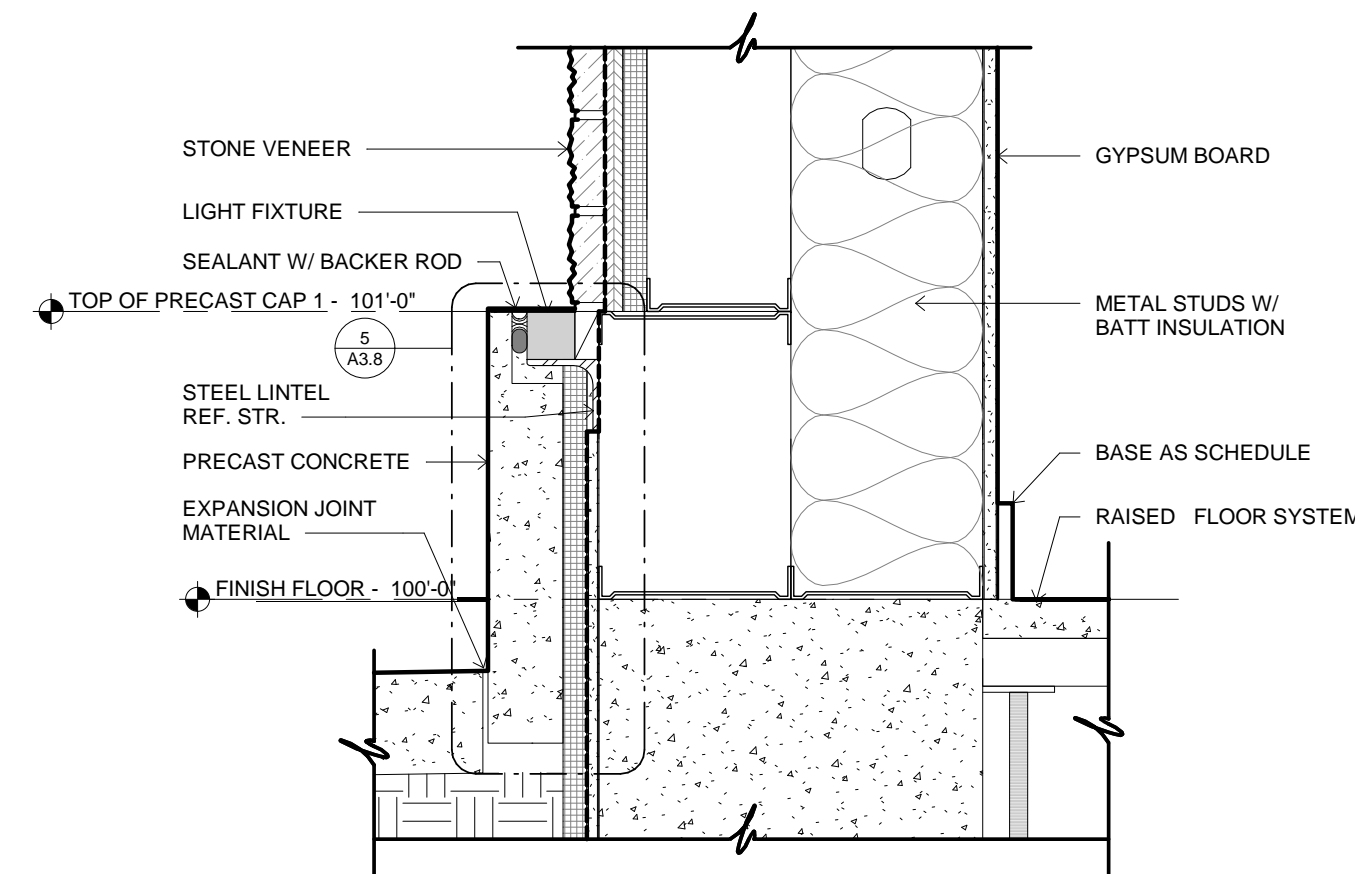 STONE VENEER
LIGHT FIXTURE
SEALANT W/ BACKER ROD
TOP OF PRECAST CAP 1 - 101'-0"
5
A3.8
STEEL LINTEL
REF. STR.
PRECAST CONCRETE
EXPANSION JOINT
MATERIAL
FINISH FLOOR - 100'-0"
GYPSUM BOARD
METAL STUDS W/
BATT INSULATION
BASE AS SCHEDULE
RAISED FLOOR SYSTEM